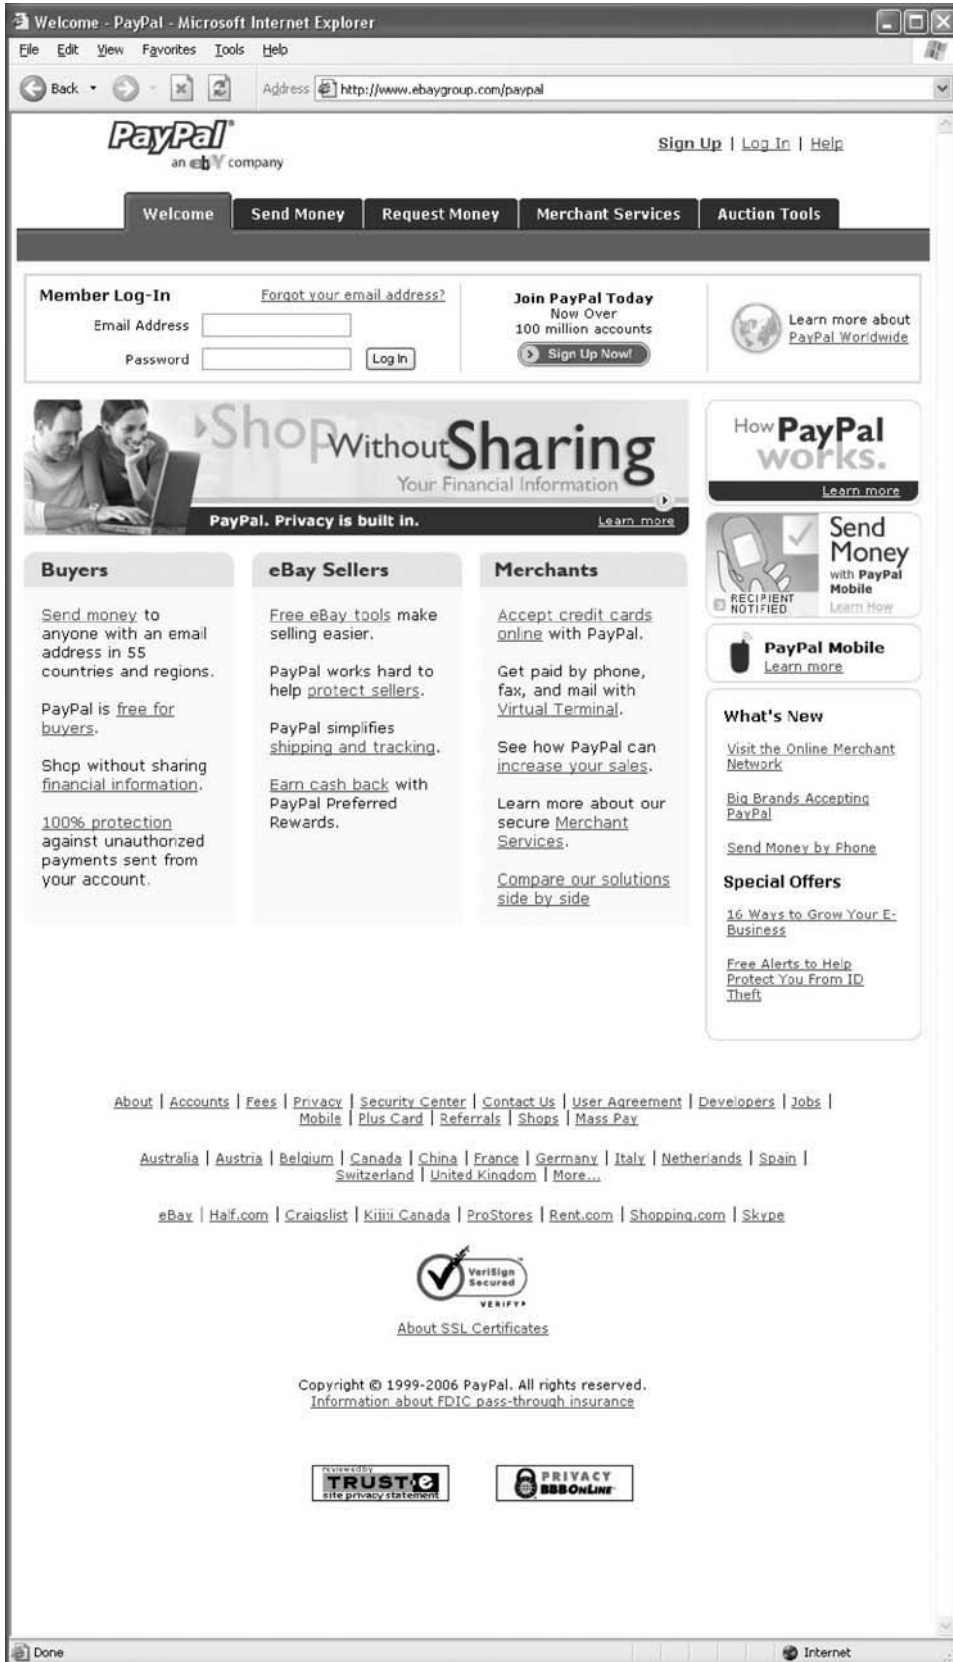 Welcome - PayPal - Microsoft Internet Explorer
File Edit View Favorites Tools Help
Back Address http://www.ebaygroup.com/paypal
PayPal®
an ebY company
Sign Up | Log In | Help
Welcome Send Money Request Money Merchant Services Auction Tools
Member Log-In Forgot your email address?
Email Address
Password Log In
Join PayPal Today
Now Over
100 million accounts
Sign Up Now!
Learn more about
PayPal Worldwide
Shop Without Sharing
Your Financial Information
PayPal. Privacy is built in. Learn more
How PayPal
works.
Learn more
Send
Money
with PayPal
Mobile
Learn How
RECIPIENT
NOTIFIED
PayPal Mobile
Learn more
Buyers
Send money to
anyone with an email
address in 55
countries and regions.
PayPal is free for
buyers.
Shop without sharing
financial information.
100% protection
against unauthorized
payments sent from
your account.
eBay Sellers
Free eBay tools make
selling easier.
PayPal works hard to
help protect sellers.
PayPal simplifies
shipping and tracking.
Earn cash back with
PayPal Preferred
Rewards.
Merchants
Accept credit cards
online with PayPal.
Get paid by phone,
fax, and mail with
Virtual Terminal.
See how PayPal can
increase your sales.
Learn more about our
secure Merchant
Services.
Compare our solutions
side by side
What's New
Visit the Online Merchant
Network
Big Brands Accepting
PayPal
Send Money by Phone
Special Offers
16 Ways to Grow Your E-
Business
Free Alerts to Help
Protect You From ID
Theft
About | Accounts | Fees | Privacy | Security Center | Contact Us | User Agreement | Developers | Jobs |
Mobile | Plus Card | Referrals | Shops | Mass Pay
Australia | Austria | Belgium | Canada | China | France | Germany | Italy | Netherlands | Spain |
Switzerland | United Kingdom | More...
eBay | Half.com | Craigslist | Kijiji Canada | ProStores | Rent.com | Shopping.com | Skype
VeriSign
Secured
VERIFY
About SSL Certificates
Copyright © 1999-2006 PayPal. All rights reserved.
Information about FDIC pass-through insurance
reviewed by
TRUSTe
site privacy statement
PRIVACY
BBBONLINE
Done Internet